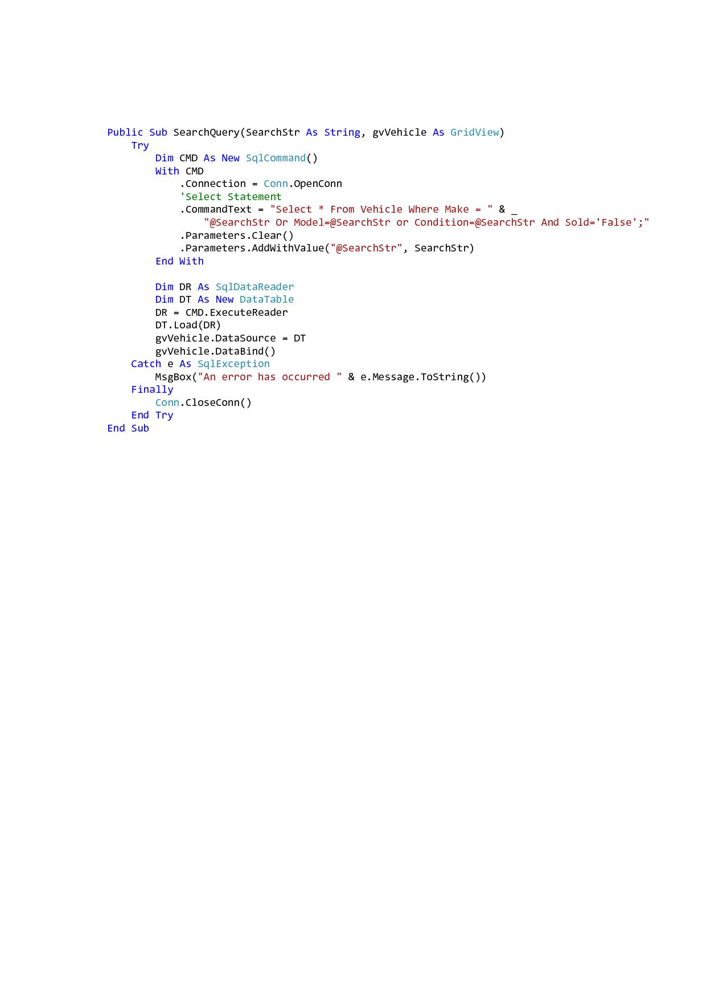 Public Sub SearchQuery(SearchStr As String, gvVehicle As GridView)
Try
Dim CMD As New SqlCommand()
With CMD
.Connection = Conn.OpenConn
'Select Statement
.CommandText = "Select * From Vehicle Where Make = " & _
"@SearchStr Or Model=@SearchStr or Condition=@SearchStr And Sold='False';"
.Parameters.Clear()
.Parameters.AddWithValue("@SearchStr", SearchStr)
End With
Dim DR As SqlDataReader
Dim DT As New DataTable
DR = CMD.ExecuteReader
DT.Load(DR)
gvVehicle.DataSource = DT
gvVehicle.DataBind()
Catch e As SqlException
MsgBox("An error has occurred " & e.Message.ToString())
Finally
Conn.CloseConn()
End Try
End Sub